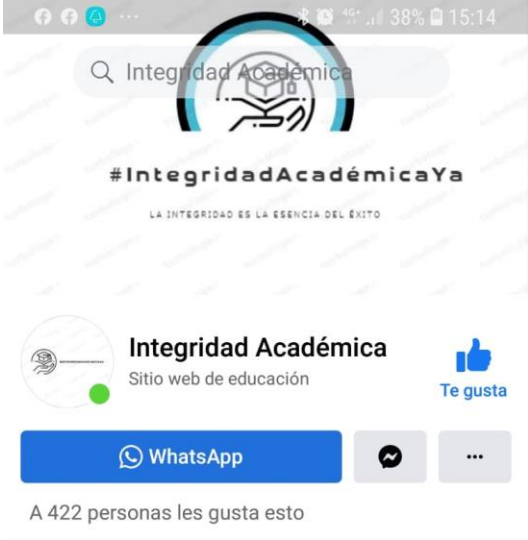 4G+ 38% 15:14
Integridad Académica
#IntegridadAcadémicaYa
LA INTEGRIDAD ES LA ESENCIA DEL ÉXITO
Integridad Académica
Sitio web de educación
Te gusta
WhatsApp
A 422 personas les gusta esto